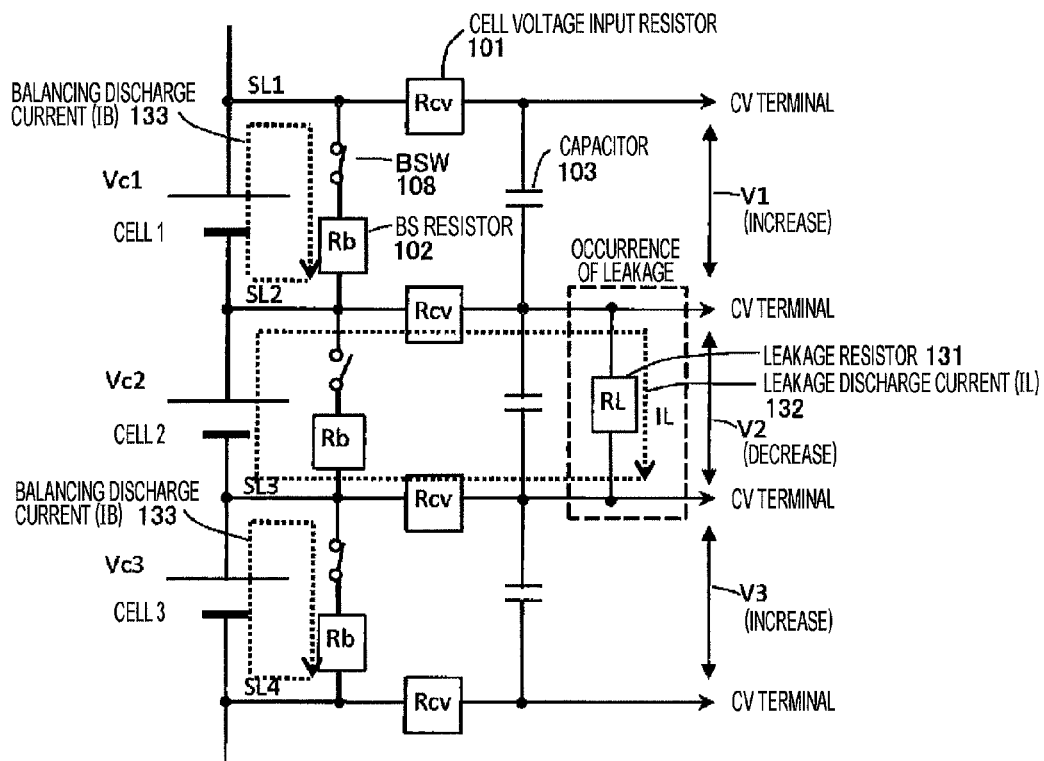 CELL VOLTAGE INPUT RESISTOR
101
BALANCING DISCHARGE
CURRENT (IB) 133
SL1
Rcv
CV TERMINAL
BSW
108
CAPACITOR
103
Vc1
V1
(INCREASE)
CELL 1
Rb
BS RESISTOR
102
OCCURRENCE
OF LEAKAGE
SL2
Rcv
CV TERMINAL
Vc2
LEAKAGE RESISTOR 131
LEAKAGE DISCHARGE CURRENT (IL)
132
RL
IL
CELL 2
Rb
V2
(DECREASE)
BALANCING DISCHARGE
CURRENT (IB) 133
SL3
Rcv
CV TERMINAL
Vc3
V3
(INCREASE)
CELL 3
Rb
SL4
Rcv
CV TERMINAL